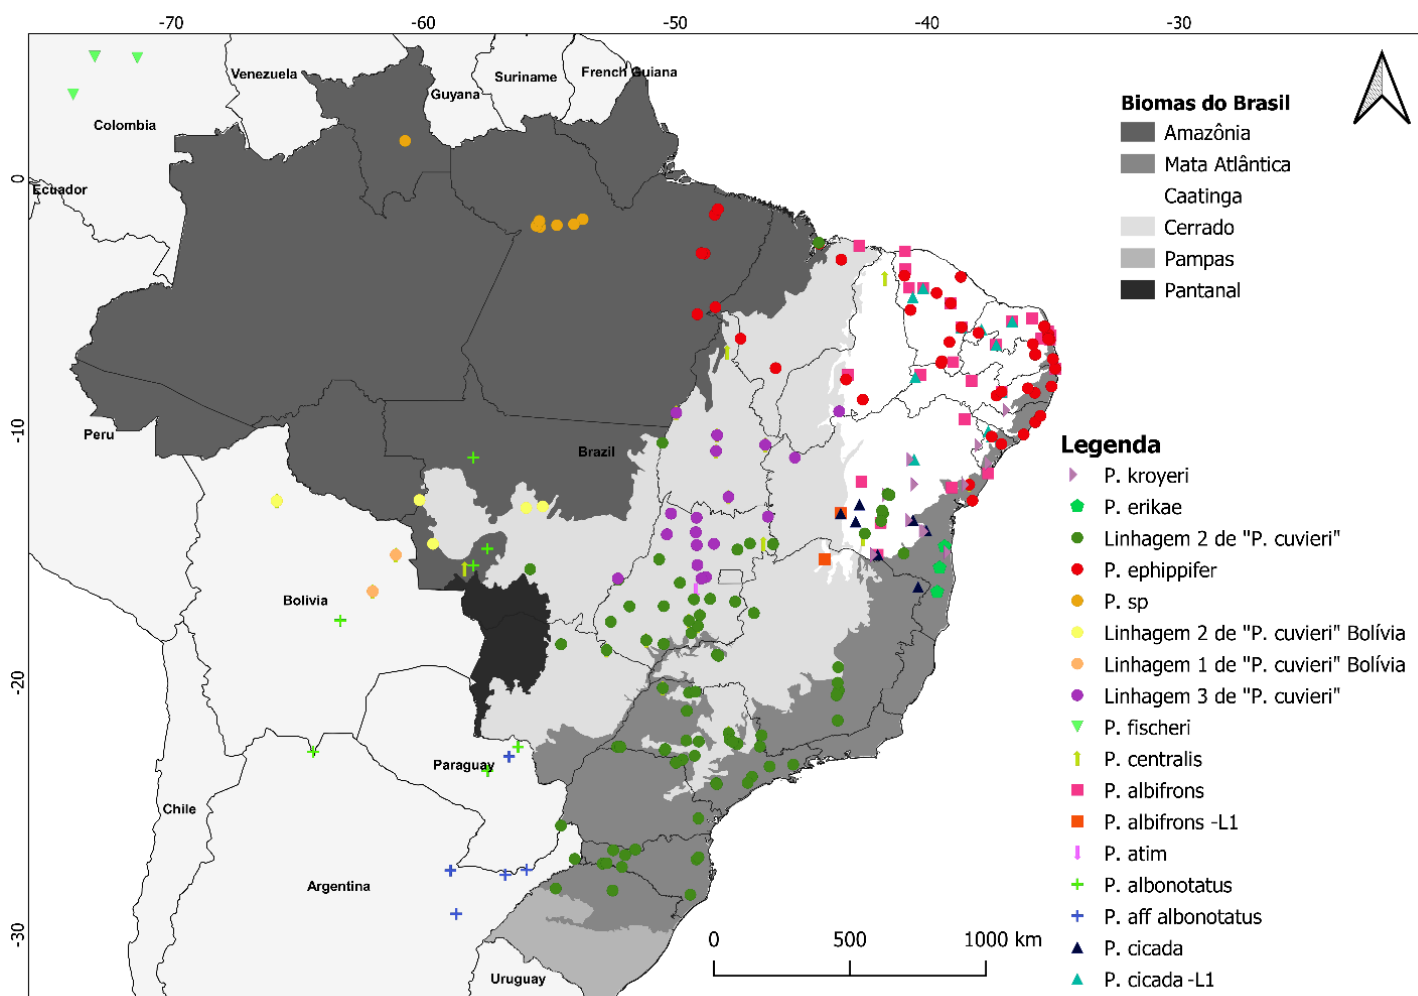 -70
-60
-50
-40
-30
Venezuela
Suriname
French Guiana
Guyana
Colombia
0
Ecuador
Peru
Brazil
-10
Bolivia
-20
Paraguay
Chile
Argentina
-30
Uruguay
Biomas do Brasil
Amazônia
Mata Atlântica
Caatinga
Cerrado
Pampas
Pantanal
Legenda
P. kroyeri
P. erikae
Linhagem 2 de "P. cuvieri"
P. ephippifer
P. sp
Linhagem 2 de "P. cuvieri" Bolívia
Linhagem 1 de "P. cuvieri" Bolívia
Linhagem 3 de "P. cuvieri"
P. fischeri
P. centralis
P. albifrons
P. albifrons -L1
P. atim
P. albonotatus
P. aff albonotatus
P. cicada
P. cicada -L1
0 500 1000 km